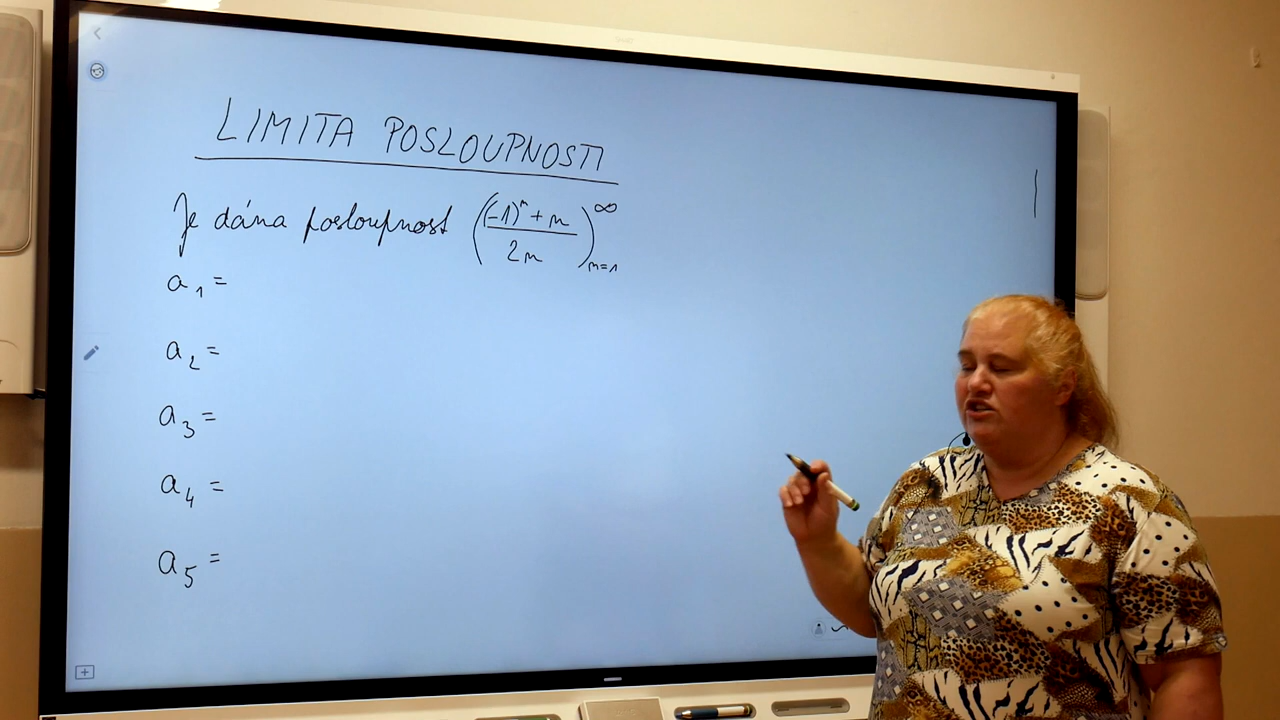 LIMITA POSLOUPNOSTI
Je dána posloupnost (((-1)^n + n)/(2n))_{n=1}^∞
a₁ =
a₂ =
a₃ =
a₄ =
a₅ =